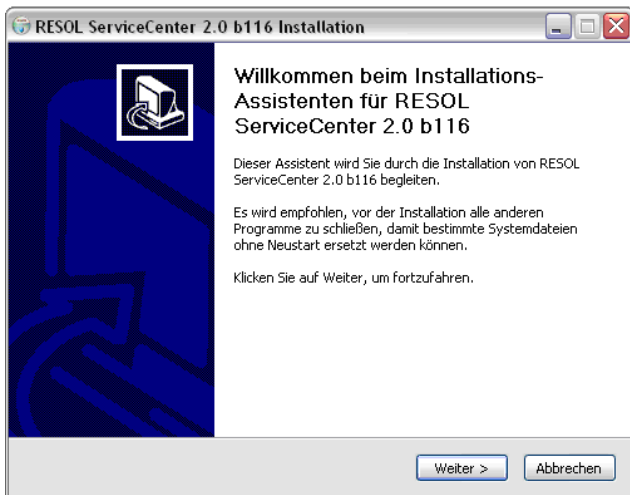 RESOL ServiceCenter 2.0 b116 Installation
Willkommen beim Installations-
Assistenten für RESOL
ServiceCenter 2.0 b116
Dieser Assistent wird Sie durch die Installation von RESOL
ServiceCenter 2.0 b116 begleiten.
Es wird empfohlen, vor der Installation alle anderen
Programme zu schließen, damit bestimmte Systemdateien
ohne Neustart ersetzt werden können.
Klicken Sie auf Weiter, um fortzufahren.
Weiter >
Abbrechen